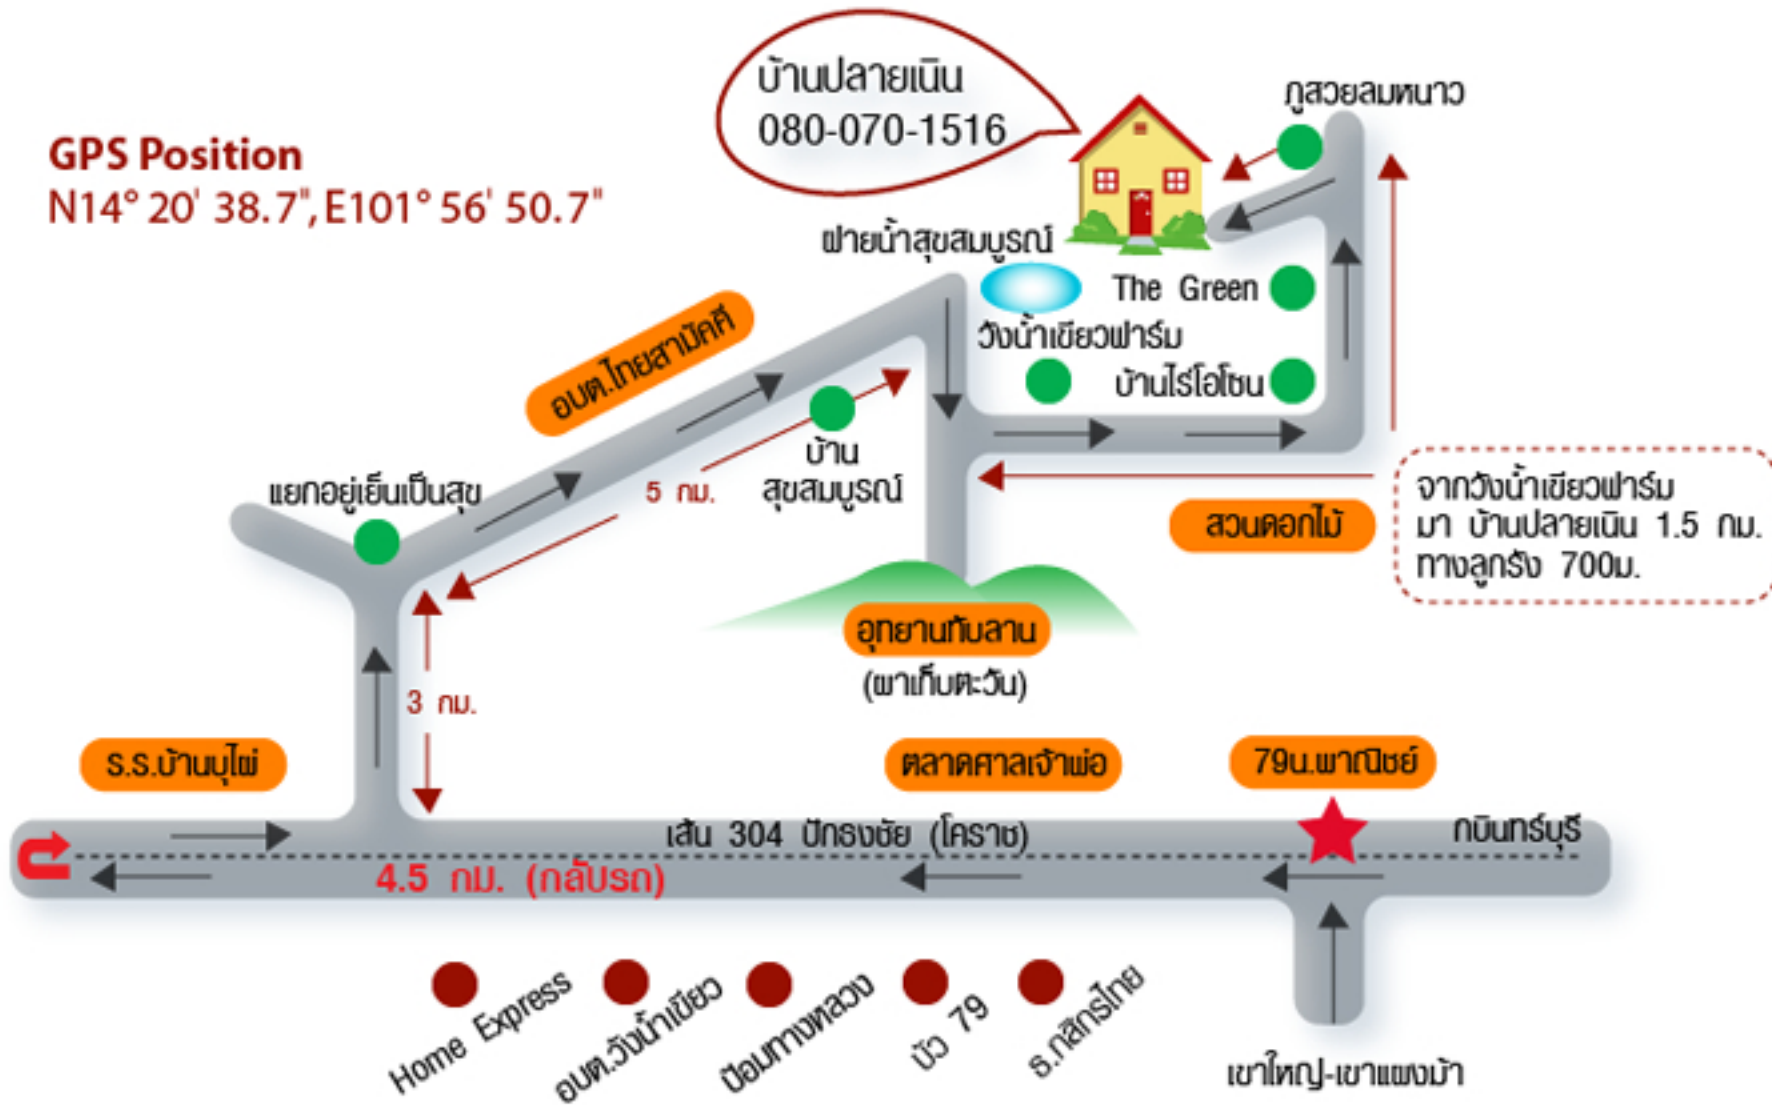 บ้านปลายเนิน
080-070-1516
ภูสวยลมหนาว
GPS Position
N14° 20' 38.7", E101° 56' 50.7"
ฝายน้ำสุขสมบูรณ์
The Green
วังน้ำเขียวฟาร์ม
บ้านไร่โอโซน
อบต.ไทยสามัคคี
บ้าน
สุขสมบูรณ์
5 กม.
แยกอยู่เย็นเป็นสุข
สวนดอกไม้
จากวังน้ำเขียวฟาร์ม
มา บ้านปลายเนิน 1.5 กม.
ทางลูกรัง 700ม.
อุทยานทับลาน
(ผาเก็บตะวัน)
3 กม.
ร.ร.บ้านบุไผ่
ตลาดศาลเจ้าพ่อ
79น.พาณิชย์
เส้น 304 ปักธงชัย (โคราช)
กบินทร์บุรี
4.5 กม. (กลับรถ)
Home Express
อบต.วังน้ำเขียว
ป้อมทางหลวง
บัว 79
ธ.กสิกรไทย
เขาใหญ่-เขาแผงม้า